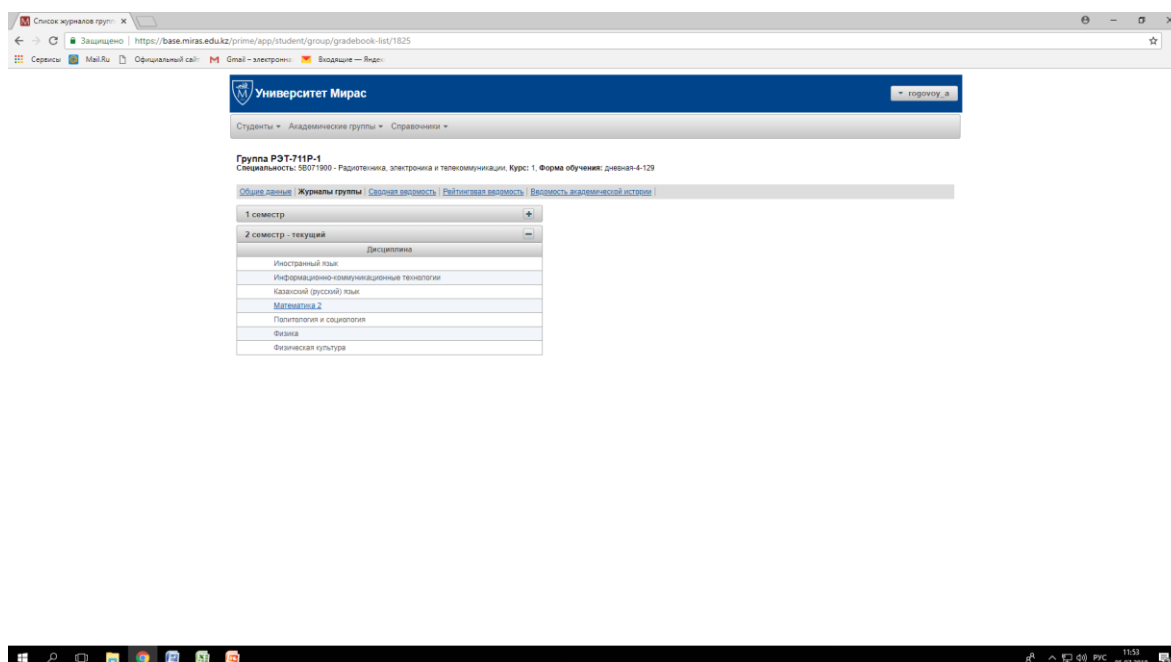 Список журналов групп
Защищено | https://base.miras.edu.kz/prime/app/student/group/gradebook-list/1825
Сервисы Mail.Ru Официальный сайт Gmail – электронна Входящие — Яндек
Университет Мирас
rogovoy_a
Студенты Академические группы Справочники
Группа РЭТ-711Р-1
Специальность: 5В071900 - Радиотехника, электроника и телекоммуникации, Курс: 1, Форма обучения: дневная-4-129
Общие данные | Журналы группы | Сводная ведомость | Рейтинговая ведомость | Ведомость академической истории |
1 семестр
2 семестр - текущий
Дисциплина
Иностранный язык
Информационно-коммуникационные технологии
Казахский (русский) язык
Математика 2
Политология и социология
Физика
Физическая культура
РУС
11:53